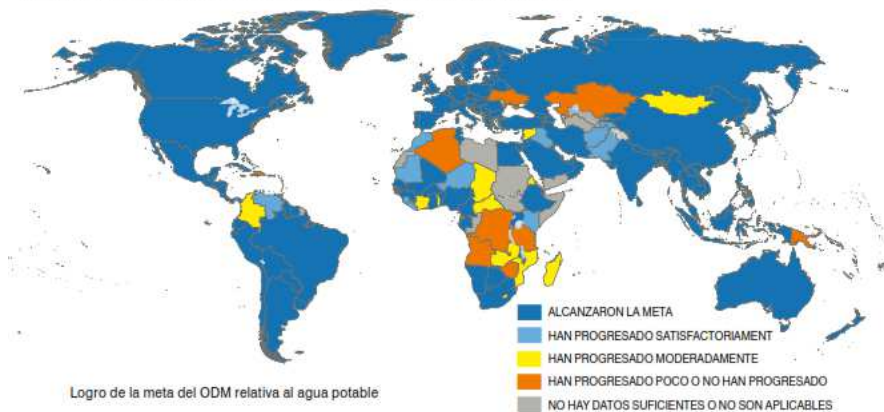 ALCANZARON LA META
HAN PROGRESADO SATISFACTORIAMENT
HAN PROGRESADO MODERADAMENTE
HAN PROGRESADO POCO O NO HAN PROGRESADO
NO HAY DATOS SUFICIENTES O NO SON APLICABLES
Logro de la meta del ODM relativa al agua potable